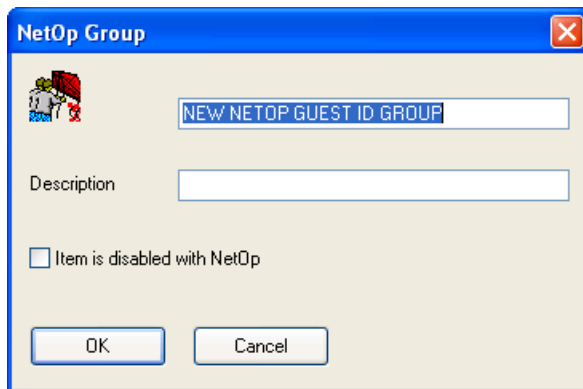 NetOp Group
NEW NETOP GUEST ID GROUP
Description
Item is disabled with NetOp
OK Cancel